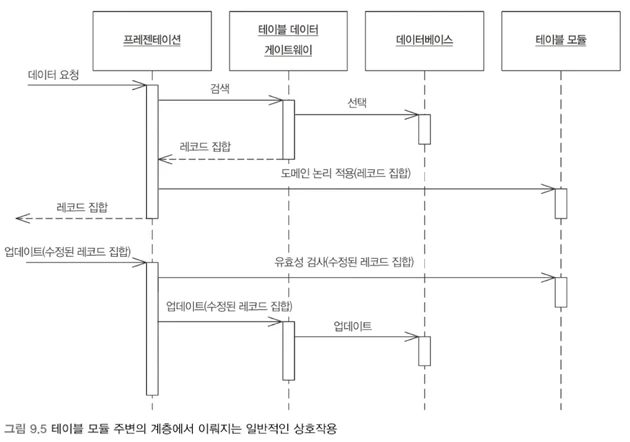 프레젠테이션
테이블 데이터
게이트웨이
데이터베이스
테이블 모듈
데이터 요청
검색
선택
레코드 집합
도메인 논리 적용(레코드 집합)
레코드 집합
업데이트(수정된 레코드 집합)
유효성 검사(수정된 레코드 집합)
업데이트(수정된 레코드 집합)
업데이트
그림 9.5 테이블 모듈 주변의 계층에서 이뤄지는 일반적인 상호작용